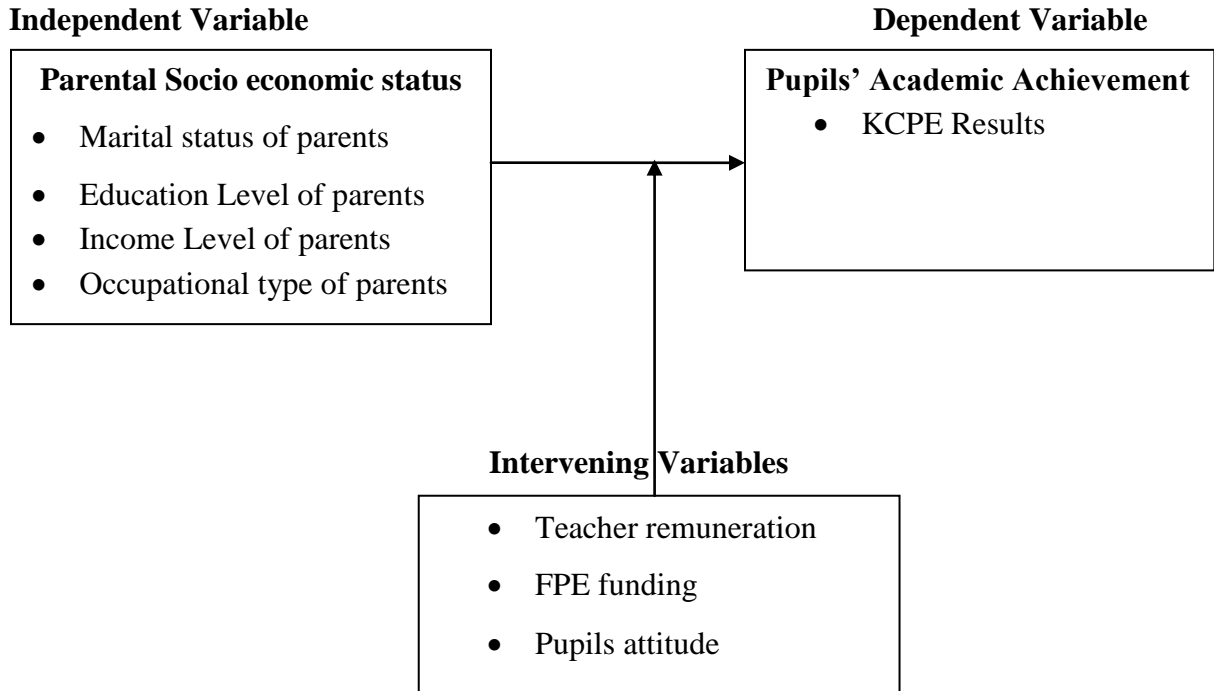 Independent Variable
Dependent Variable
Parental Socio economic status
• Marital status of parents
• Education Level of parents
• Income Level of parents
• Occupational type of parents
Pupils’ Academic Achievement
• KCPE Results
Intervening Variables
• Teacher remuneration
• FPE funding
• Pupils attitude